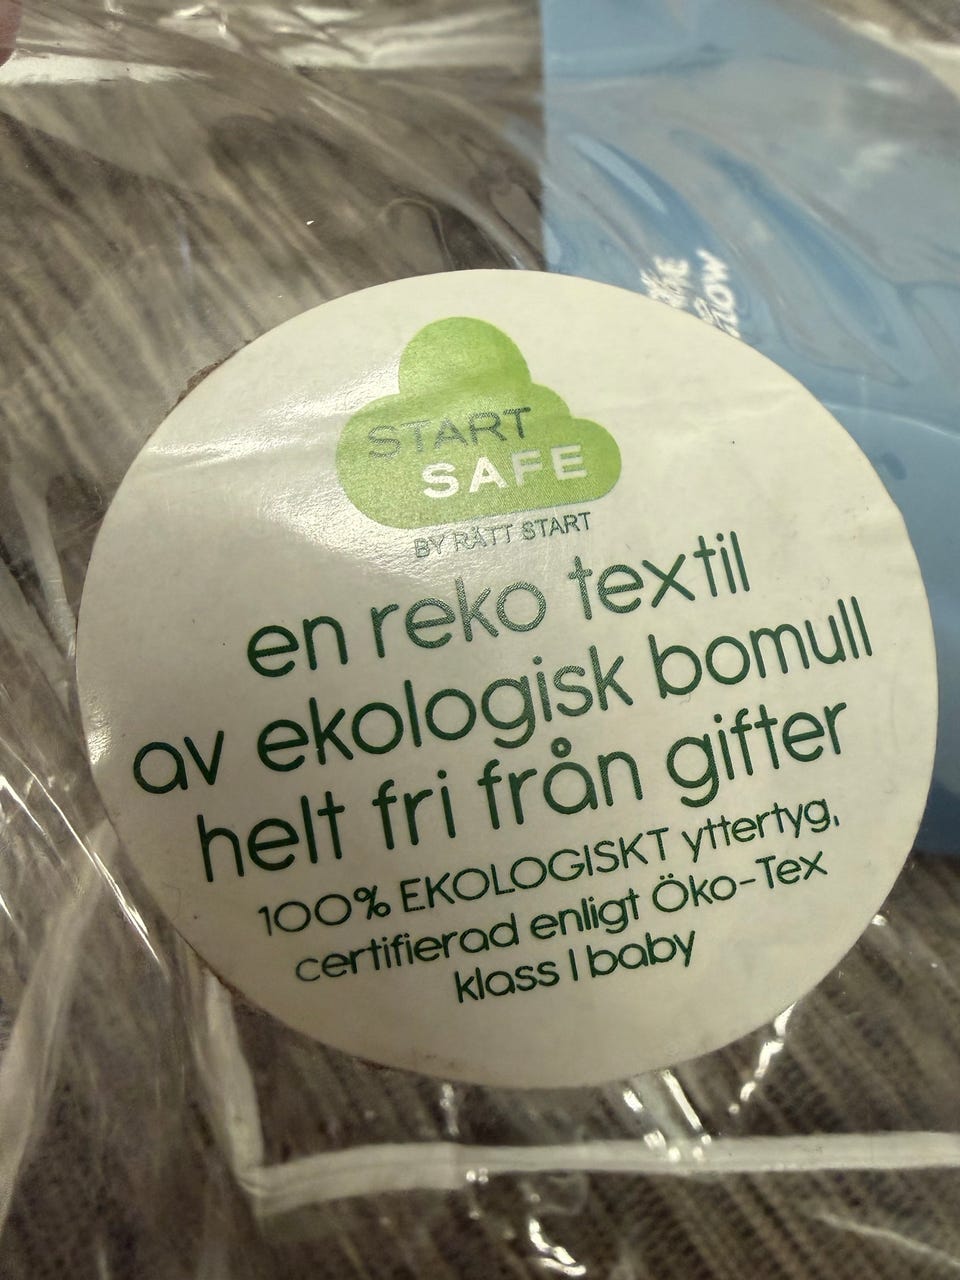 START
SAFE
BY RÄTT START
en reko textil
av ekologisk bomull
helt fri från gifter
100% EKOLOGISKT yttertyg,
certifierad enligt Öko-Tex
klass I baby